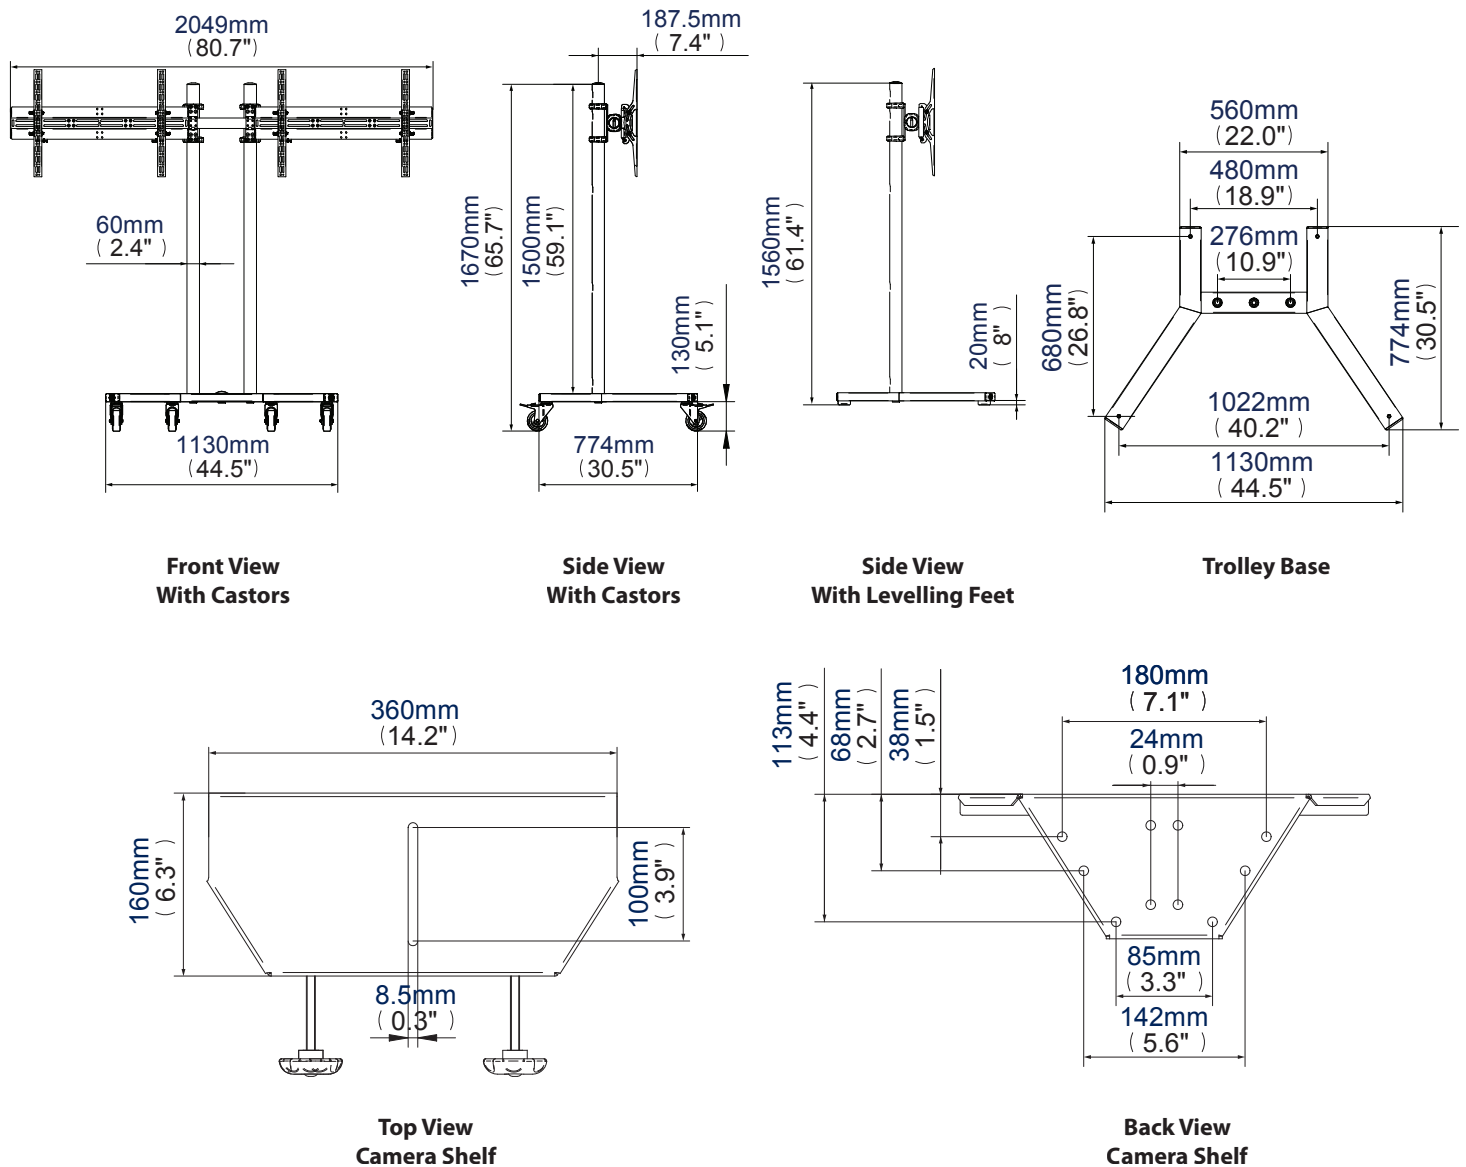 2049mm
(80.7")
60mm
( 2.4")
1130mm
(44.5")
Front View
With Castors
187.5mm
( 7.4")
1670mm
(65.7")
1500mm
(59.1")
130mm
( 5.1")
774mm
(30.5")
Side View
With Castors
1560mm
(61.4")
20mm
( 8")
Side View
With Levelling Feet
560mm
(22.0")
480mm
(18.9")
276mm
(10.9")
680mm
(26.8")
774mm
(30.5")
1022mm
(40.2")
1130mm
(44.5" )
Trolley Base
360mm
(14.2")
160mm
( 6.3")
100mm
( 3.9")
8.5mm
( 0.3" )
Top View
Camera Shelf
113mm
( 4.4" )
68mm
( 2.7" )
38mm
( 1.5" )
180mm
( 7.1" )
24mm
( 0.9" )
85mm
( 3.3" )
142mm
( 5.6" )
Back View
Camera Shelf